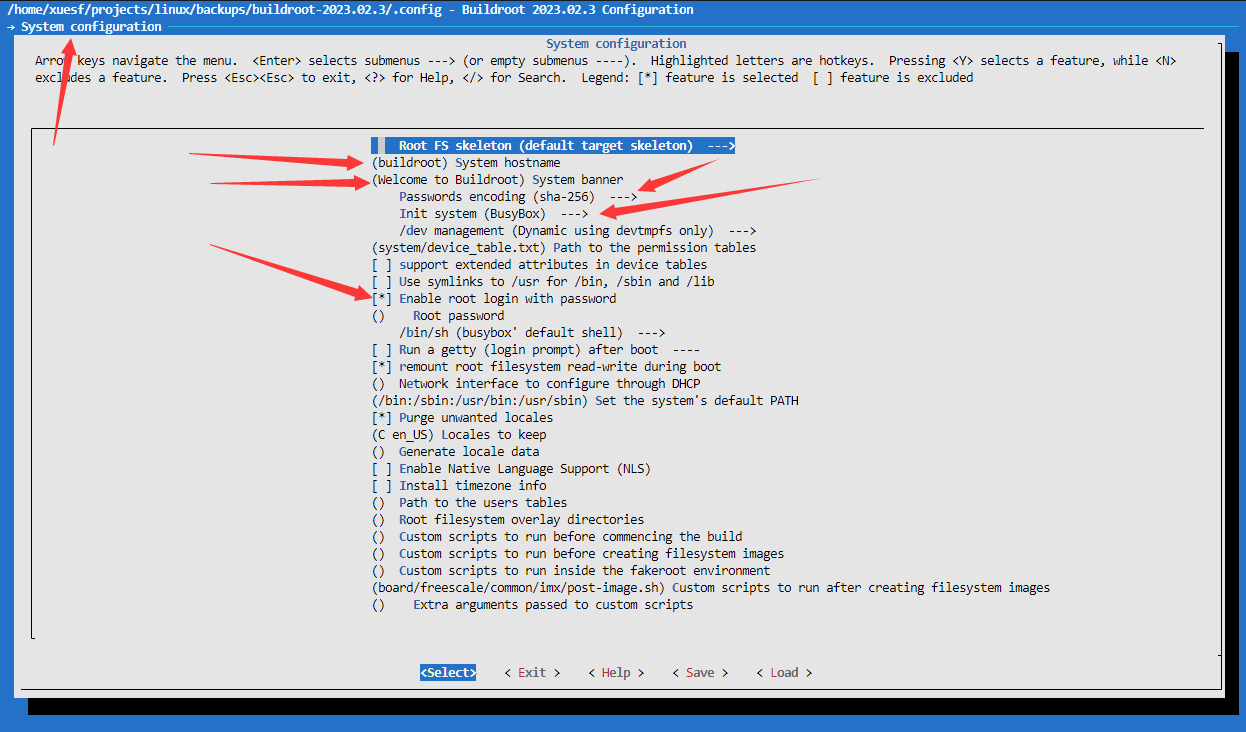 /home/xuesf/projects/linux/backups/buildroot-2023.02.3/.config - Buildroot 2023.02.3 Configuration
→ System configuration
System configuration
Arrow keys navigate the menu.  <Enter> selects submenus ---> (or empty submenus ----).  Highlighted letters are hotkeys.  Pressing <Y> selects a feature, while <N>
excludes a feature.  Press <Esc><Esc> to exit, <?> for Help, </> for Search.  Legend: [*] feature is selected  [ ] feature is excluded
Root FS skeleton (default target skeleton)  --->
(buildroot) System hostname
(Welcome to Buildroot) System banner
Passwords encoding (sha-256)  --->
Init system (BusyBox)  --->
/dev management (Dynamic using devtmpfs only)  --->
(system/device_table.txt) Path to the permission tables
[ ] support extended attributes in device tables
[ ] Use symlinks to /usr for /bin, /sbin and /lib
[*] Enable root login with password
()    Root password
/bin/sh (busybox' default shell)  --->
[ ] Run a getty (login prompt) after boot  ----
[*] remount root filesystem read-write during boot
()  Network interface to configure through DHCP
(/bin:/sbin:/usr/bin:/usr/sbin) Set the system's default PATH
[*] Purge unwanted locales
(C en_US) Locales to keep
()  Generate locale data
[ ] Enable Native Language Support (NLS)
[ ] Install timezone info
()  Path to the users tables
()  Root filesystem overlay directories
()  Custom scripts to run before commencing the build
()  Custom scripts to run before creating filesystem images
()  Custom scripts to run inside the fakeroot environment
(board/freescale/common/imx/post-image.sh) Custom scripts to run after creating filesystem images
()    Extra arguments passed to custom scripts
<Select>    < Exit >    < Help >    < Save >    < Load >